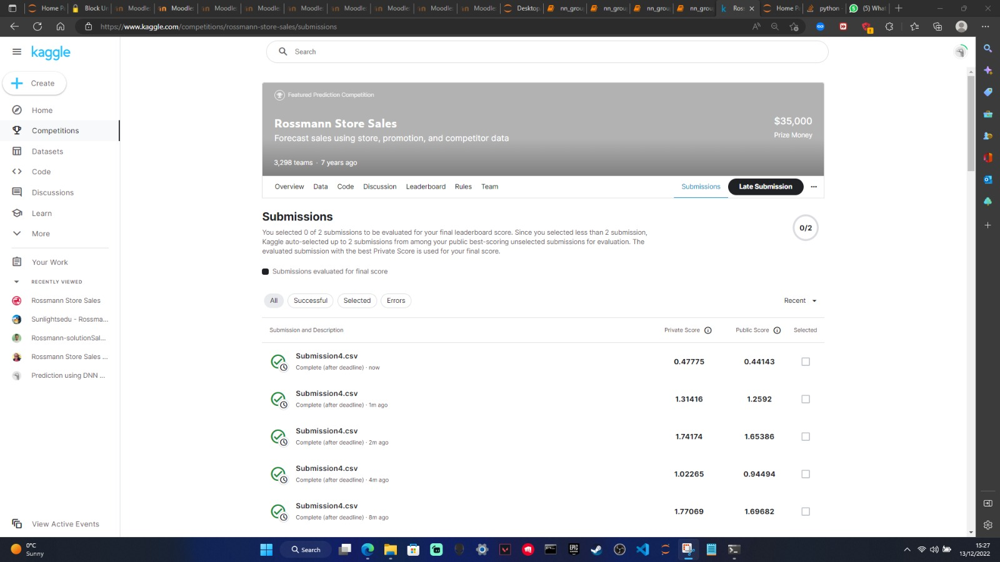 Home Pa
Block Un
Moodle:
Moodle:
Moodle:
Moodle:
Moodle:
Moodle:
Moodle:
Moodle:
Moodle:
Desktop,
nn_grou
nn_grou
nn_grou
nn_grou
Ros
Home Pa
python -
(5) What
https://www.kaggle.com/competitions/rossmann-store-sales/submissions
kaggle
Search
Create
Home
Competitions
Datasets
Code
Discussions
Learn
More
Your Work
RECENTLY VIEWED
Rossmann Store Sales
Sunlightsedu - Rossma...
Rossmann-solutionSal...
Rossmann Store Sales ...
Prediction using DNN ...
View Active Events
Featured Prediction Competition
Rossmann Store Sales
Forecast sales using store, promotion, and competitor data
$35,000
Prize Money
3,298 teams · 7 years ago
Overview Data Code Discussion Leaderboard Rules Team Submissions Late Submission
Submissions
You selected 0 of 2 submissions to be evaluated for your final leaderboard score. Since you selected less than 2 submission,
Kaggle auto-selected up to 2 submissions from among your public best-scoring unselected submissions for evaluation. The
evaluated submission with the best Private Score is used for your final score.
0/2
Submissions evaluated for final score
All Successful Selected Errors Recent
Submission and Description Private Score Public Score Selected
Submission4.csv
Complete (after deadline) · now
0.47775 0.44143
Submission4.csv
Complete (after deadline) · 1m ago
1.31416 1.2592
Submission4.csv
Complete (after deadline) · 2m ago
1.74174 1.65386
Submission4.csv
Complete (after deadline) · 4m ago
1.02265 0.94494
Submission4.csv
Complete (after deadline) · 8m ago
1.77069 1.69682
0°C
Sunny
Search
EPIC
15:27
13/12/2022